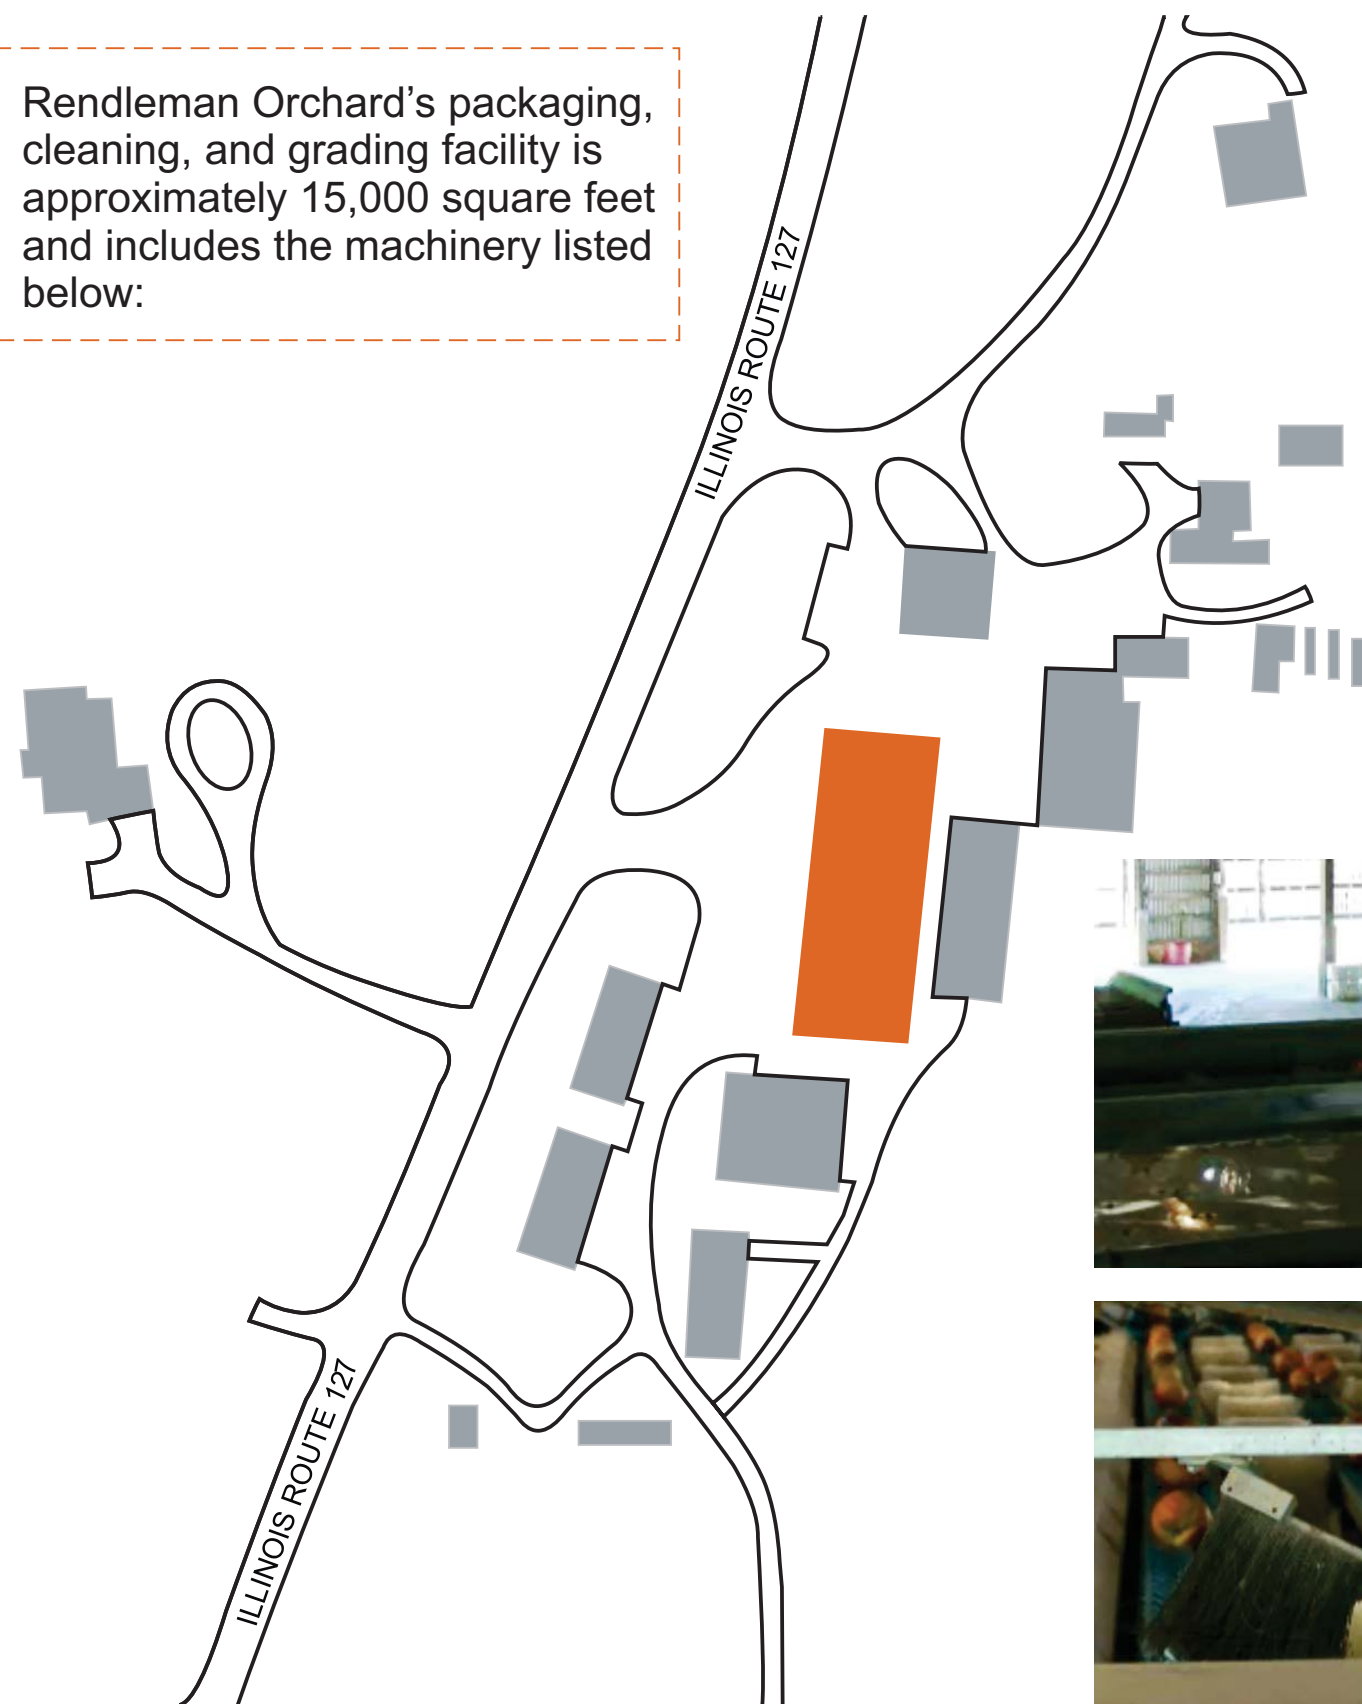 Rendleman Orchard’s packaging,
cleaning, and grading facility is
approximately 15,000 square feet
and includes the machinery listed
below:
ILLINOIS ROUTE 127
ILLINOIS ROUTE 127